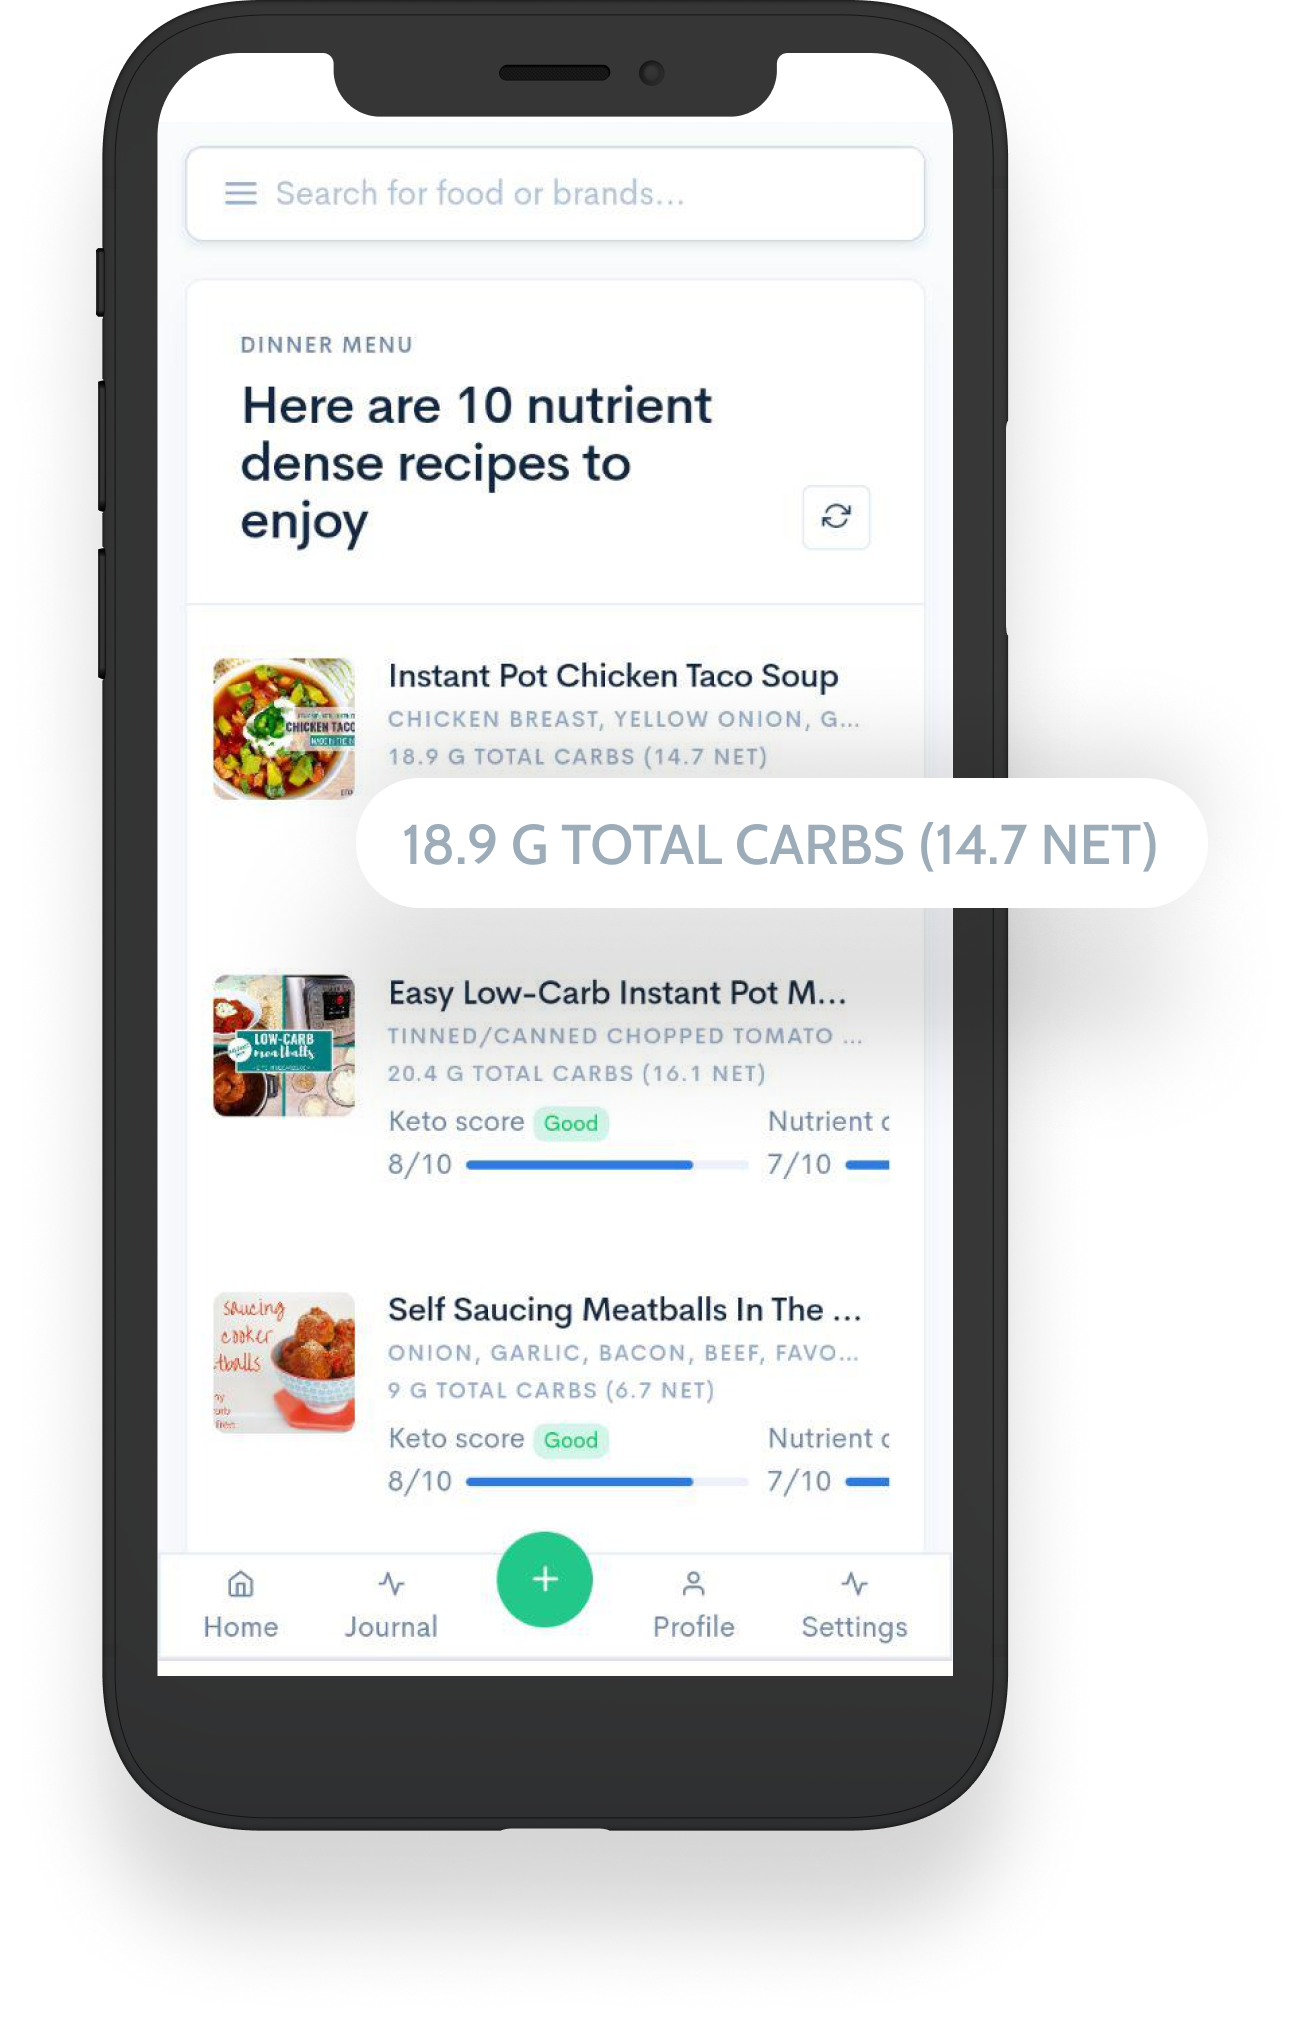 Search for food or brands...
DINNER MENU
Here are 10 nutrient
dense recipes to
enjoy
Instant Pot Chicken Taco Soup
CHICKEN BREAST, YELLOW ONION, G...
18.9 G TOTAL CARBS (14.7 NET)
CHICKEN TACO
18.9 G TOTAL CARBS (14.7 NET)
Easy Low-Carb Instant Pot M...
TINNED/CANNED CHOPPED TOMATO ...
20.4 G TOTAL CARBS (16.1 NET)
LOW-CARB
meatballs
Keto score Good Nutrient
8/10 7/10
Self Saucing Meatballs In The ...
ONION, GARLIC, BACON, BEEF, FAVO...
9 G TOTAL CARBS (6.7 NET)
saucing
cooker
tballs
free
Keto score Good Nutrient
8/10 7/10
+
Home Journal Profile Settings